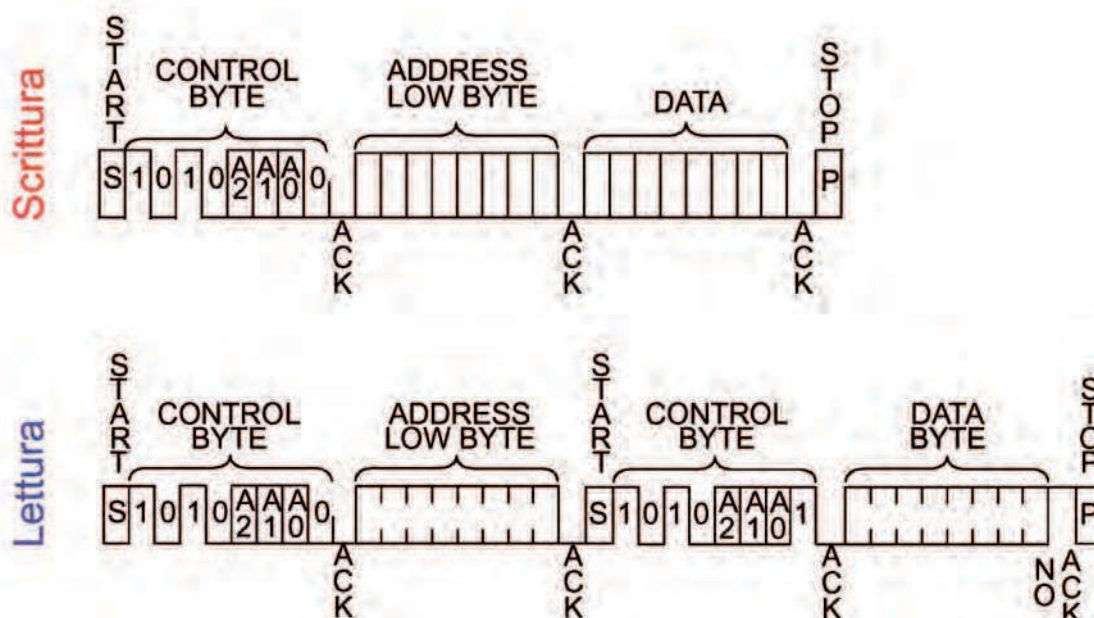 Scrittura
START
CONTROL
BYTE
ADDRESS
LOW BYTE
DATA
STOP
S 1 0 1 0 A2 A1 A0 0
P
ACK
ACK
ACK
Lettura
START
CONTROL
BYTE
ADDRESS
LOW BYTE
START
CONTROL
BYTE
DATA
BYTE
STOP
S 1 0 1 0 A2 A1 A0 0
S 1 0 1 0 A2 A1 A0 1
P
ACK
ACK
ACK
NO ACK